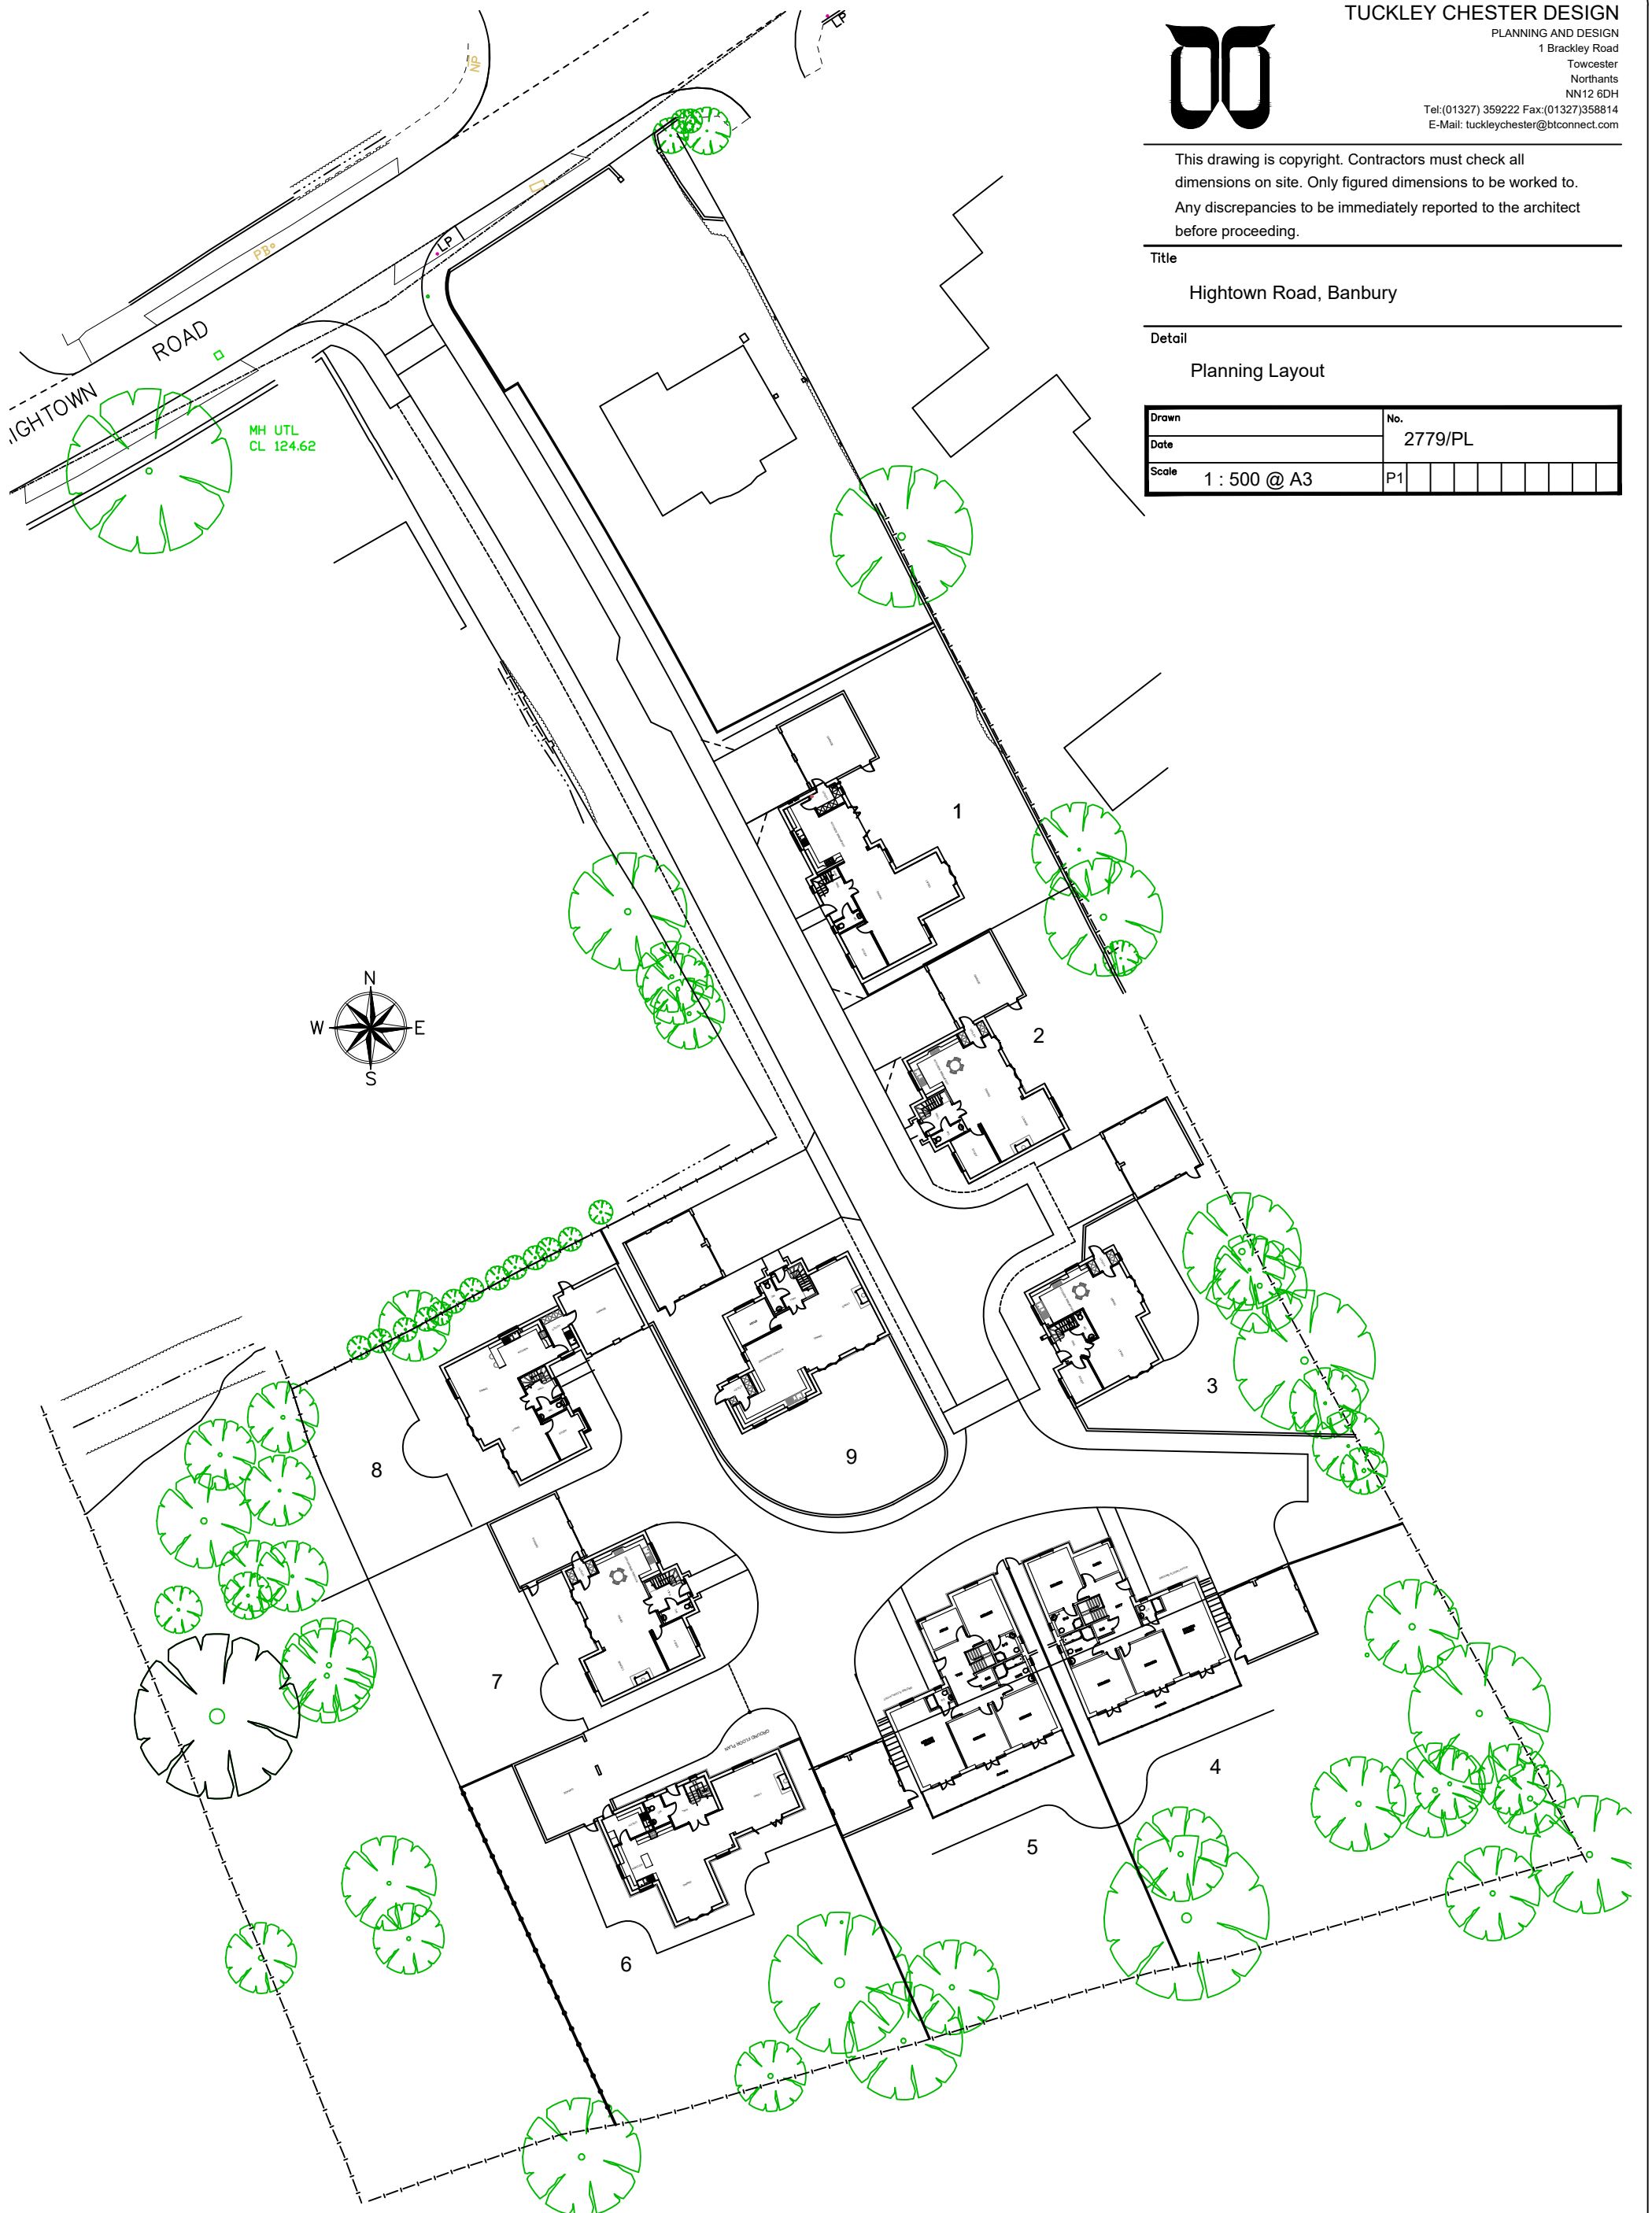 TUCKLEY CHESTER DESIGN
PLANNING AND DESIGN
1 Brackley Road
Towcester
Northants
NN12 6DH
Tel:(01327) 359222 Fax:(01327)358814
E-Mail: tuckleychester@btconnect.com
This drawing is copyright. Contractors must check all
dimensions on site. Only figured dimensions to be worked to.
Any discrepancies to be immediately reported to the architect
before proceeding.
Title
Hightown Road, Banbury
Detail
Planning Layout
Drawn
No.
2779/PL
Date
Scale
1 : 500 @ A3
P1
LP
NP
LP
PB
ROAD
IGHTOWN
MH UTL
CL 124.62
1
N
W
E
S
2
3
8
9
7
4
5
GROUND FLOOR PLAN
6